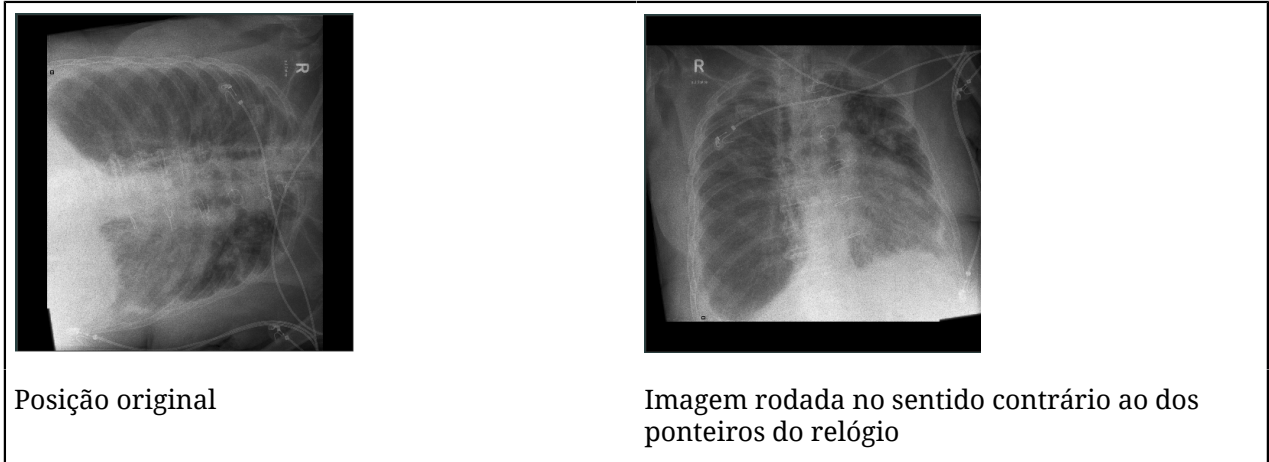 R
R
Posição original
Imagem rodada no sentido contrário ao dos
ponteiros do relógio